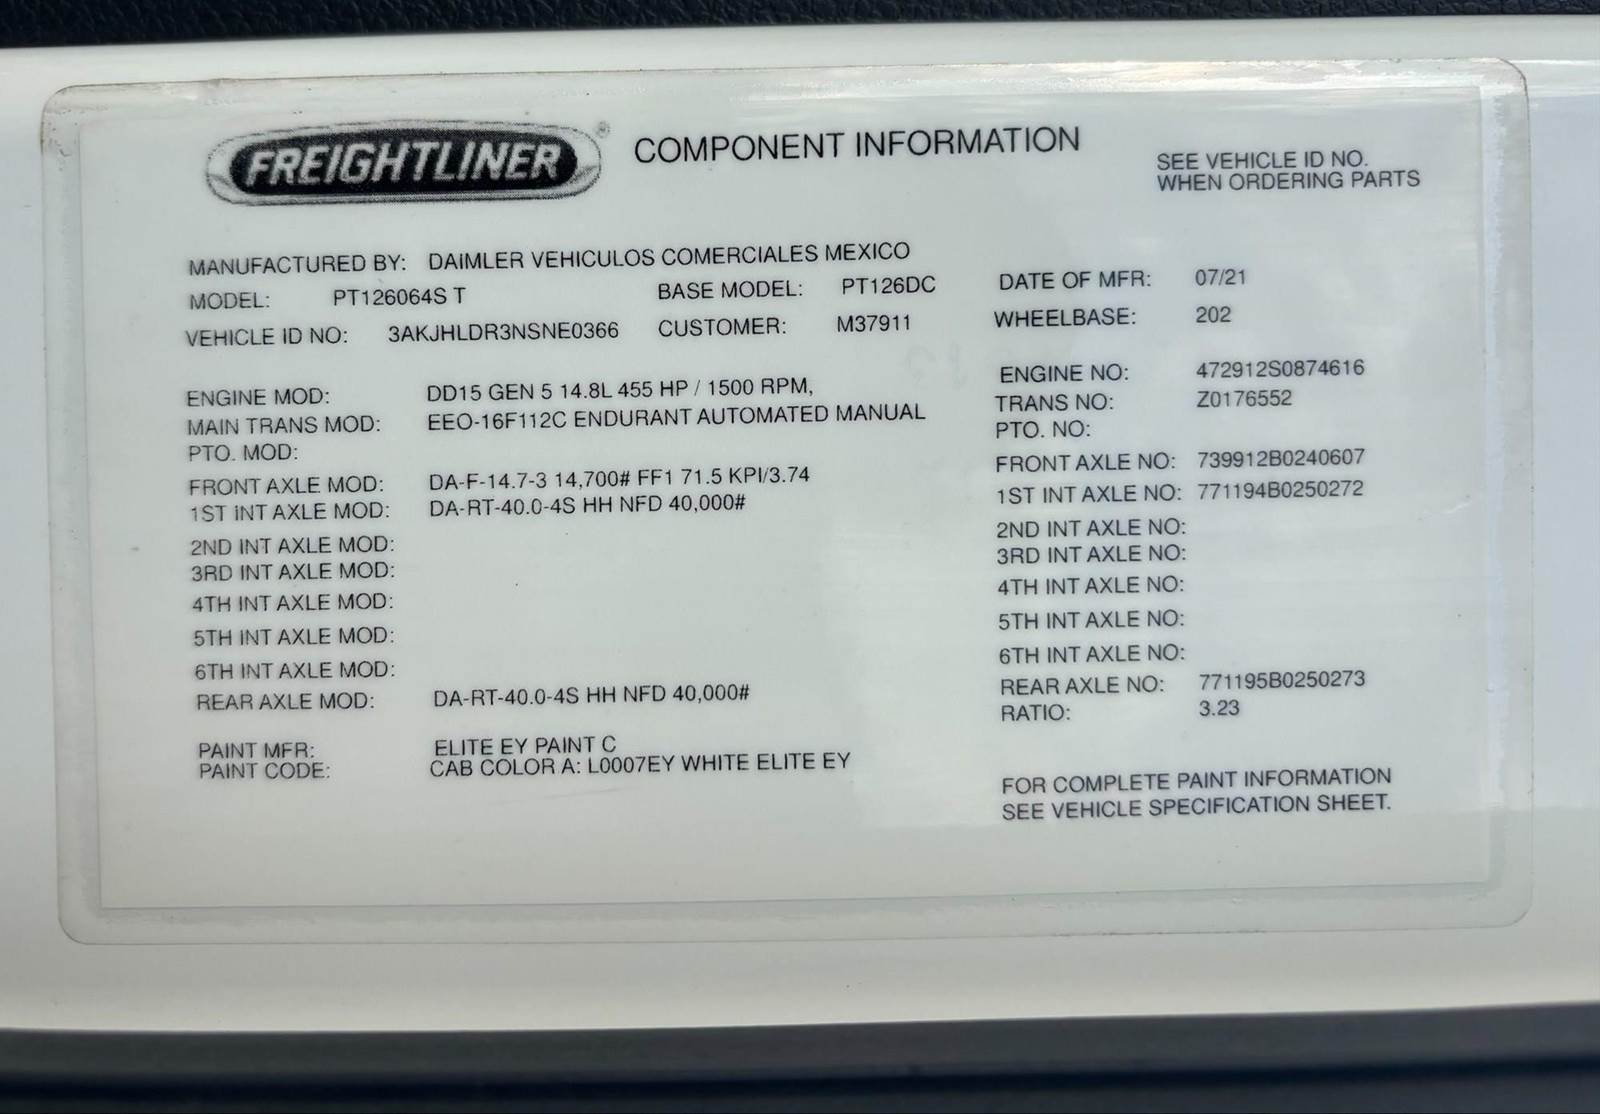 FREIGHTLINER® COMPONENT INFORMATION
SEE VEHICLE ID NO.
WHEN ORDERING PARTS
MANUFACTURED BY: DAIMLER VEHICULOS COMERCIALES MEXICO
MODEL: PT126064S T BASE MODEL: PT126DC DATE OF MFR: 07/21
VEHICLE ID NO: 3AKJHLDR3NSNE0366 CUSTOMER: M37911 WHEELBASE: 202
ENGINE MOD: DD15 GEN 5 14.8L 455 HP / 1500 RPM, ENGINE NO: 472912S0874616
MAIN TRANS MOD: EEO-16F112C ENDURANT AUTOMATED MANUAL TRANS NO: Z0176552
PTO. MOD: PTO. NO:
FRONT AXLE MOD: DA-F-14.7-3 14,700# FF1 71.5 KPI/3.74 FRONT AXLE NO: 739912B0240607
1ST INT AXLE MOD: DA-RT-40.0-4S HH NFD 40,000# 1ST INT AXLE NO: 771194B0250272
2ND INT AXLE MOD: 2ND INT AXLE NO:
3RD INT AXLE MOD: 3RD INT AXLE NO:
4TH INT AXLE MOD: 4TH INT AXLE NO:
5TH INT AXLE MOD: 5TH INT AXLE NO:
6TH INT AXLE MOD: 6TH INT AXLE NO:
REAR AXLE MOD: DA-RT-40.0-4S HH NFD 40,000# REAR AXLE NO: 771195B0250273
RATIO: 3.23
PAINT MFR: ELITE EY PAINT C
PAINT CODE: CAB COLOR A: L0007EY WHITE ELITE EY
FOR COMPLETE PAINT INFORMATION
SEE VEHICLE SPECIFICATION SHEET.